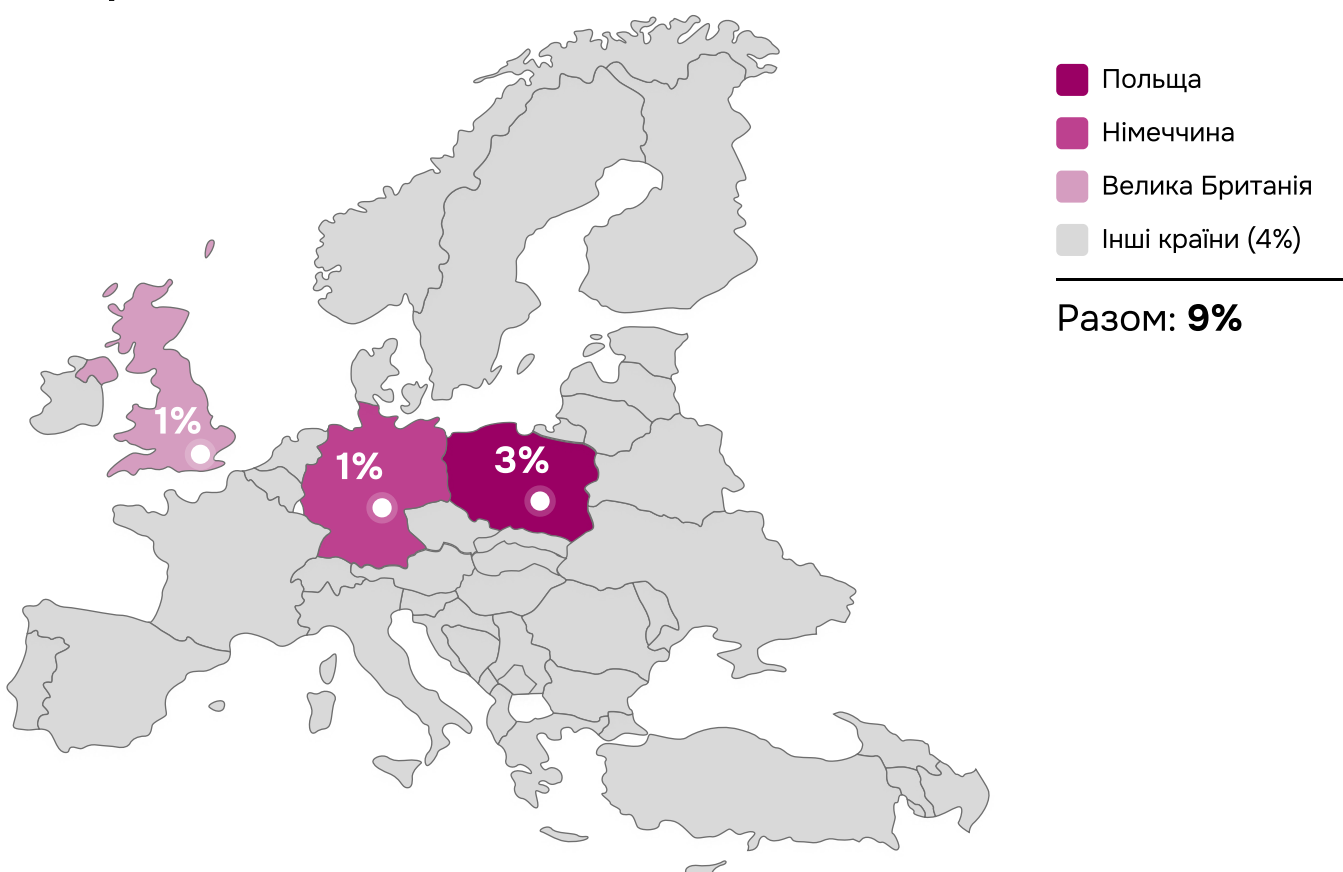 Польща
Німеччина
Велика Британія
Інші країни (4%)
Разом: 9%
1%
1%
3%